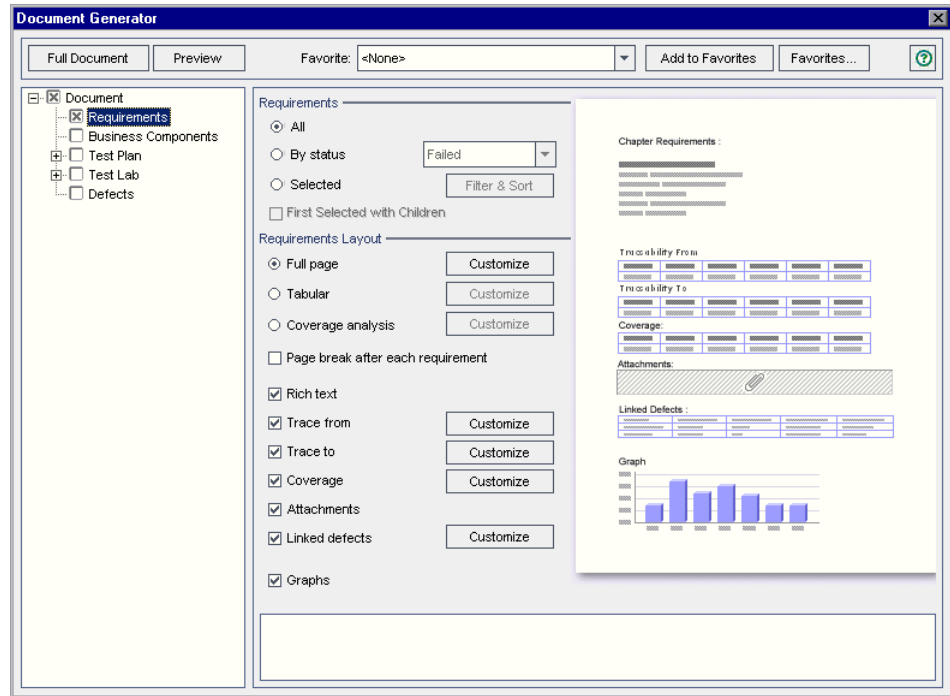 Document Generator
Full Document Preview Favorite: <None> Add to Favorites Favorites...
Document
Requirements
Business Components
Test Plan
Test Lab
Defects
Requirements
All
By status Failed
Selected Filter & Sort
First Selected with Children
Requirements Layout
Full page Customize
Tabular Customize
Coverage analysis Customize
Page break after each requirement
Rich text
Trace from Customize
Trace to Customize
Coverage Customize
Attachments
Linked defects Customize
Graphs
Chapter Requirements :
Traceability From
Traceability To
Coverage:
Attachments:
Linked Defects :
Graph